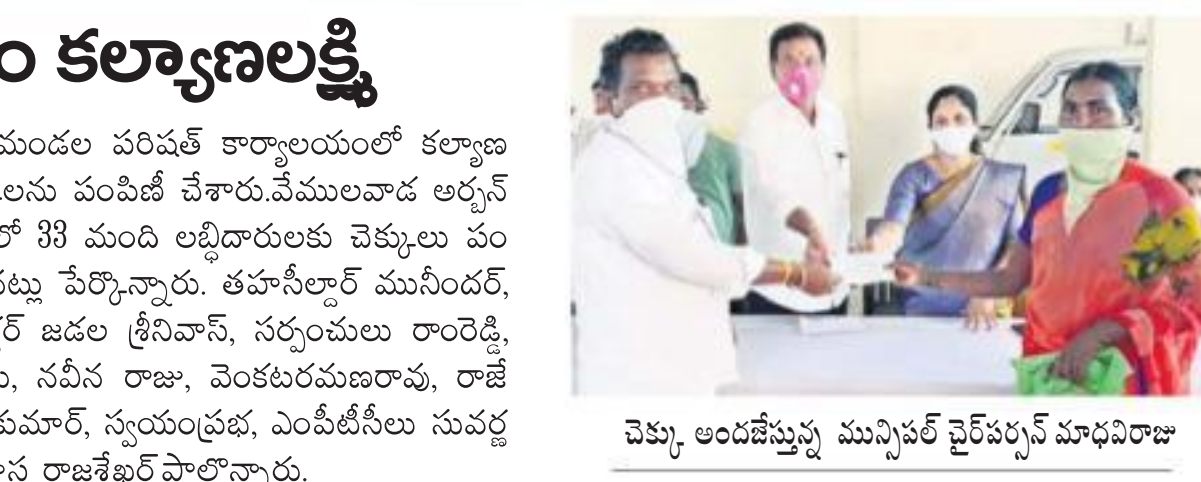 కల్యాణలక్ష్మి
మండల పరిషత్ కార్యాలయంలో కల్యాణ
లను పంపిణీ చేశారు.వేములవాడ అర్బన్
లో 33 మంది లబ్ధిదారులకు చెక్కులు పం
నట్లు పేర్కొన్నారు. తహసీల్దార్ మునీందర్,
జడల శ్రీనివాస్, సర్పంచులు రాంరెడ్డి,
నవీన రాజు, వెంకటరమణరావు, రాజే
కుమార్, స్వయంప్రభ, ఎంపీటీసీలు సువర్ణ
రాజశేఖర్ పాల్గొన్నారు.
చెక్కు అందజేస్తున్న మున్సిపల్ చైర్‌పర్సన్ మాధవిరాజు